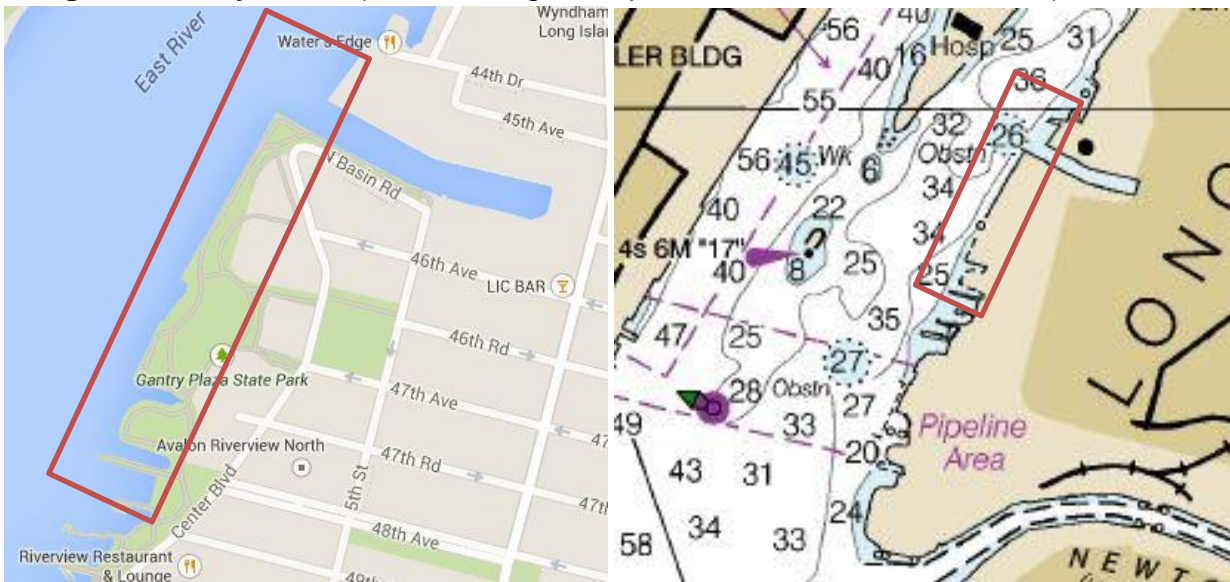 Wyndham
Long Islan
Water's Edge
East River
44th Dr
45th Ave
N Basin Rd
46th Ave
LIC BAR
46th Rd
Gantry Plaza State Park
47th Ave
Avalon Riverview North
47th Rd
5th St
Center Blvd
48th Ave
Riverview Restaurant
& Lounge
49th
LER BLDG
56
40
40
16
Hosp
25
31
36
55
32
26
56
45
Wk
6
Obstn
34
40
22
34
4s 6M "17"
40
8
25
25
47
25
35
27
28
Obstn
27
49
33
20
Pipeline
Area
43
31
24
58
34
33
LONG
NEWT